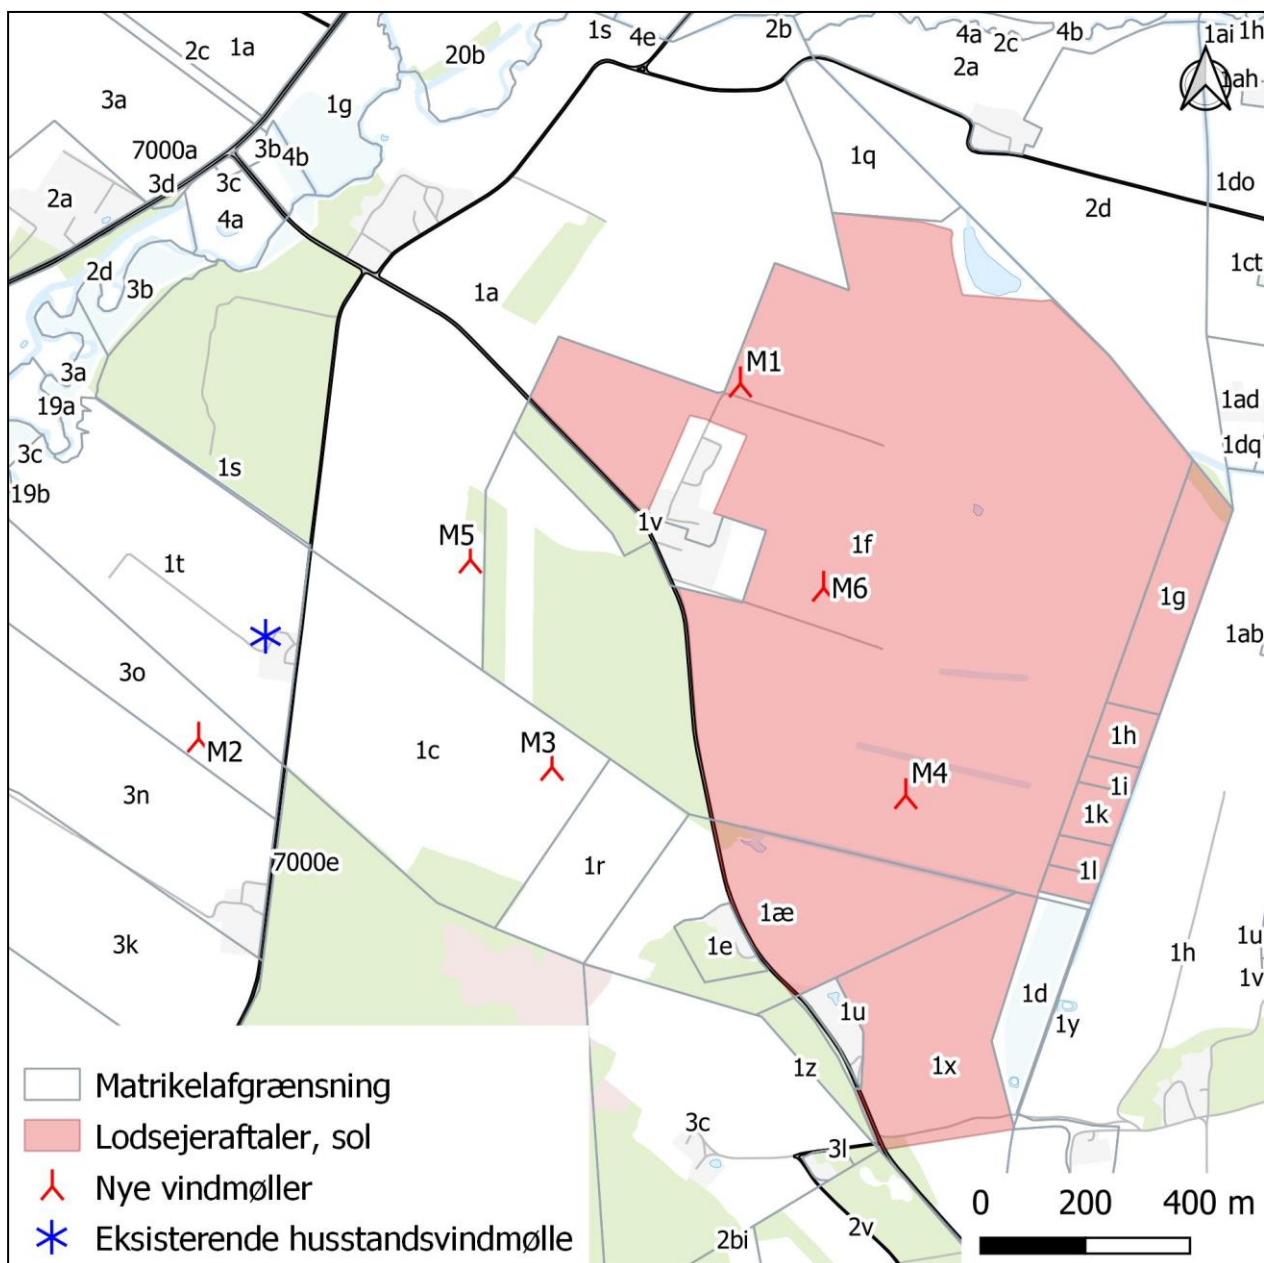 1s
4e
2b
4a
2c
4b
1ai
1h
2c
1a
20b
2a
1ah
3a
1g
7000a
3b
4b
1q
3d
3c
2a
4a
1do
2d
2d
3b
1ct
1a
M1
3a
19a
1ad
3c
1s
1dq
19b
M5
1v
1f
1t
M6
1g
1ab
3o
M2
1c
M3
1h
M4
1i
3n
1k
7000e
1r
1l
1æ
3k
1e
1h
1u
1v
1d
1u
1y
1z
1x
3c
3l
2v
2bi
Matrikelafgrænsning
Lodsejeraftaler, sol
Nye vindmøller
Eksisterende husstandsvindmølle
0 200 400 m